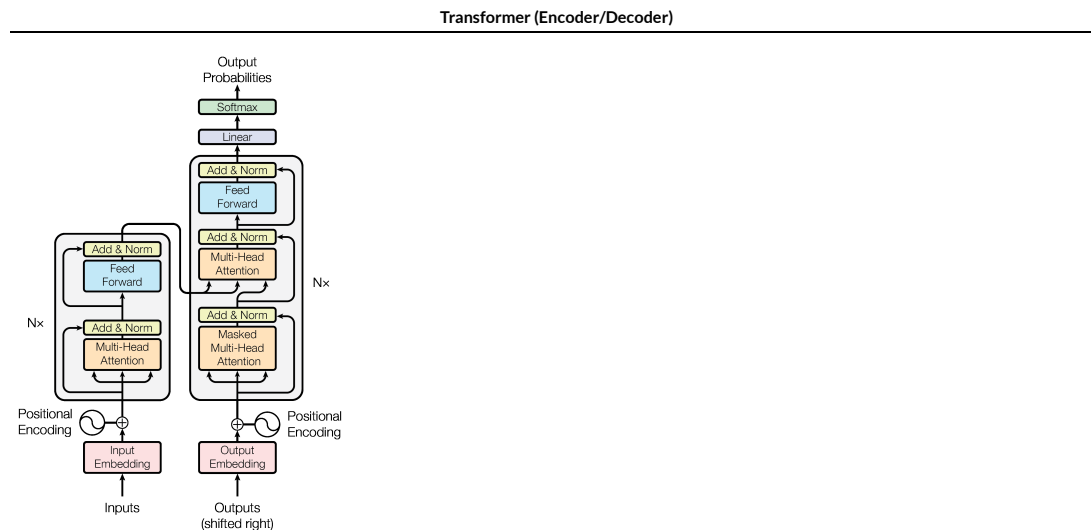 Transformer (Encoder/Decoder)
Output
Probabilities
Softmax
Linear
Add & Norm
Feed
Forward
Add & Norm
Multi-Head
Attention
Add & Norm
Masked
Multi-Head
Attention
N×
Add & Norm
Feed
Forward
Add & Norm
Multi-Head
Attention
N×
Positional
Encoding
Positional
Encoding
Input
Embedding
Output
Embedding
Inputs
Outputs
(shifted right)